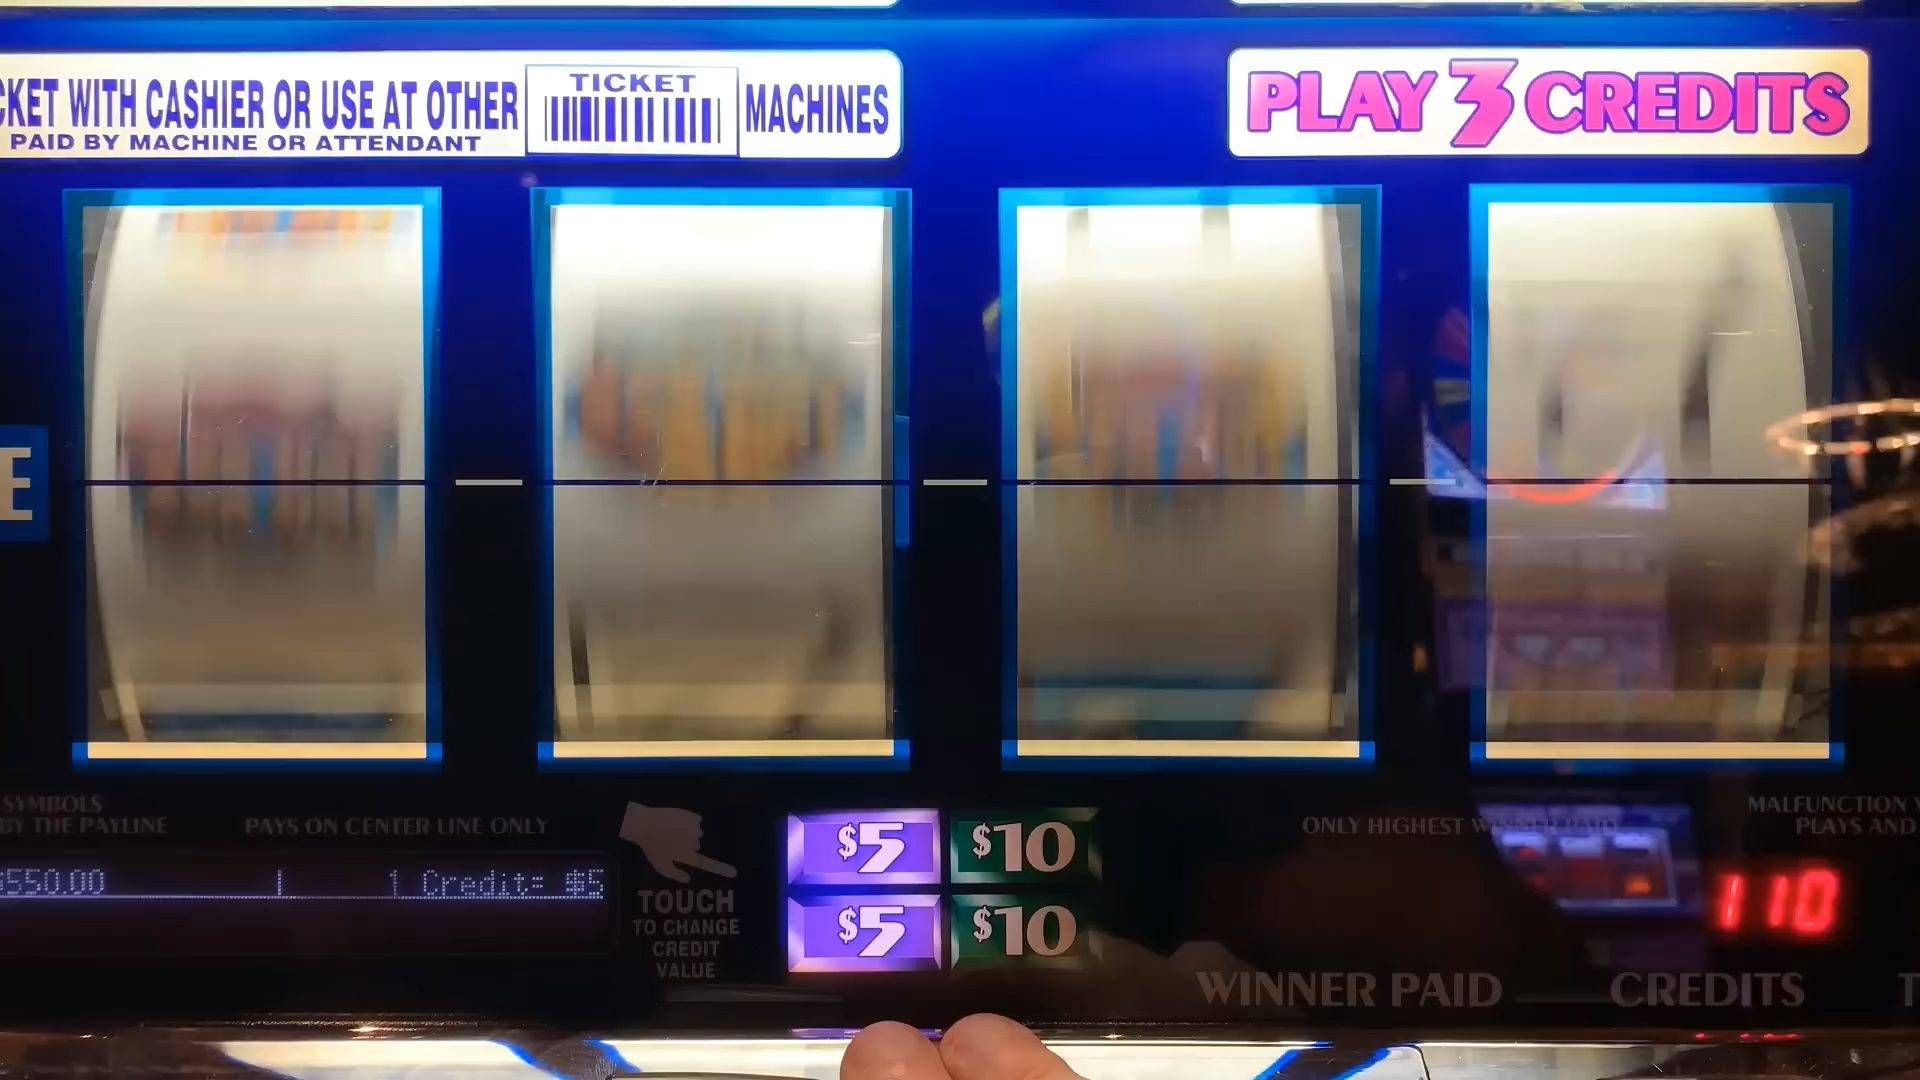 CKET WITH CASHIER OR USE AT OTHER
PAID BY MACHINE OR ATTENDANT
TICKET
MACHINES
PLAY 3 CREDITS
E
SYMBOLS
BY THE PAYLINE
PAYS ON CENTER LINE ONLY
550.00
1 Credit= $5
TOUCH
TO CHANGE
CREDIT
VALUE
$5
$10
$5
$10
ONLY HIGHEST WINNER PAID
MALFUNCTION V
PLAYS AND
110
WINNER PAID
CREDITS
T